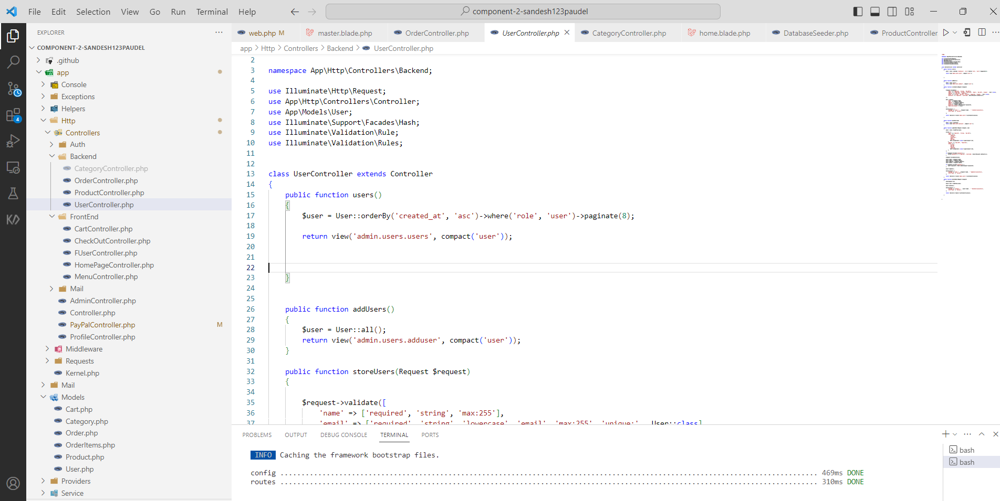 File Edit Selection View Go Run Terminal Help component-2-sandesh123paudel
EXPLORER
COMPONENT-2-SANDESH123PAUDEL
.github
app
Console
Exceptions
Helpers
Http
Controllers
Auth
Backend
CategoryController.php
OrderController.php
ProductController.php
UserController.php
FrontEnd
CartController.php
CheckOutController.php
FUserController.php
HomePageController.php
MenuController.php
Mail
AdminController.php
Controller.php
PayPalController.php M
ProfileController.php
Middleware
Requests
Kernel.php
Mail
Models
Cart.php
Category.php
Order.php
OrderItems.php
Product.php
User.php
Providers
Service
4
web.php M master.blade.php OrderController.php UserController.php CategoryController.php home.blade.php DatabaseSeeder.php ProductController
app > Http > Controllers > Backend > UserController.php
2
3 namespace App\Http\Controllers\Backend;
4
5 use Illuminate\Http\Request;
6 use App\Http\Controllers\Controller;
7 use App\Models\User;
8 use Illuminate\Support\Facades\Hash;
9 use Illuminate\Validation\Rule;
10 use Illuminate\Validation\Rules;
11
12
13 class UserController extends Controller
14 {
15 public function users()
16 {
17 $user = User::orderBy('created_at', 'asc')->where('role', 'user')->paginate(8);
18
19 return view('admin.users.users', compact('user'));
20
21
22
23 }
24
25
26 public function addUsers()
27 {
28 $user = User::all();
29 return view('admin.users.adduser', compact('user'));
30 }
31
32 public function storeUsers(Request $request)
33 {
34
35 $request->validate([
36 'name' => ['required', 'string', 'max:255'],
37 'email' => ['required', 'string', 'lowercase', 'email', 'max:255', 'unique:' . User::class]
PROBLEMS OUTPUT DEBUG CONSOLE TERMINAL PORTS
INFO Caching the framework bootstrap files.
config ........................................................................................................................ 469ms DONE
routes ........................................................................................................................ 310ms DONE
bash
bash